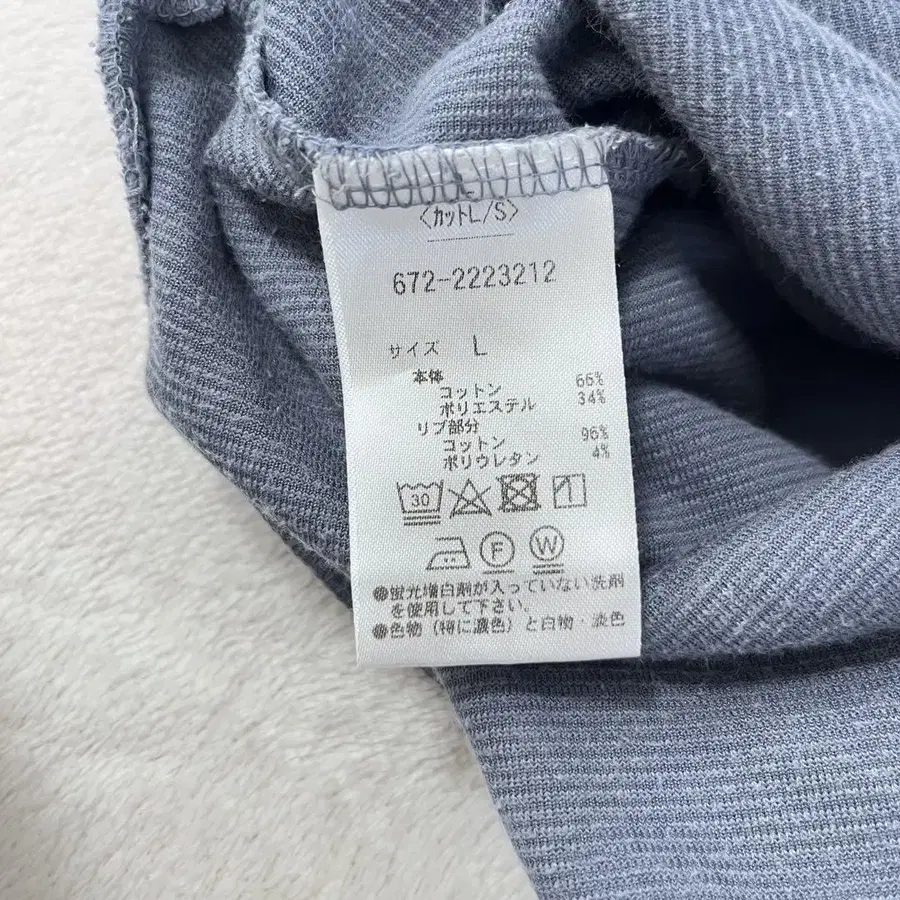 〈カットL/S〉
672-2223212
サイズ L
本体
コットン 66%
ポリエステル 34%
リブ部分
コットン 96%
ポリウレタン 4%
30
F W
●蛍光増白剤が入っていない洗剤
を使用して下さい。
●色物（特に濃色）と白物・淡色